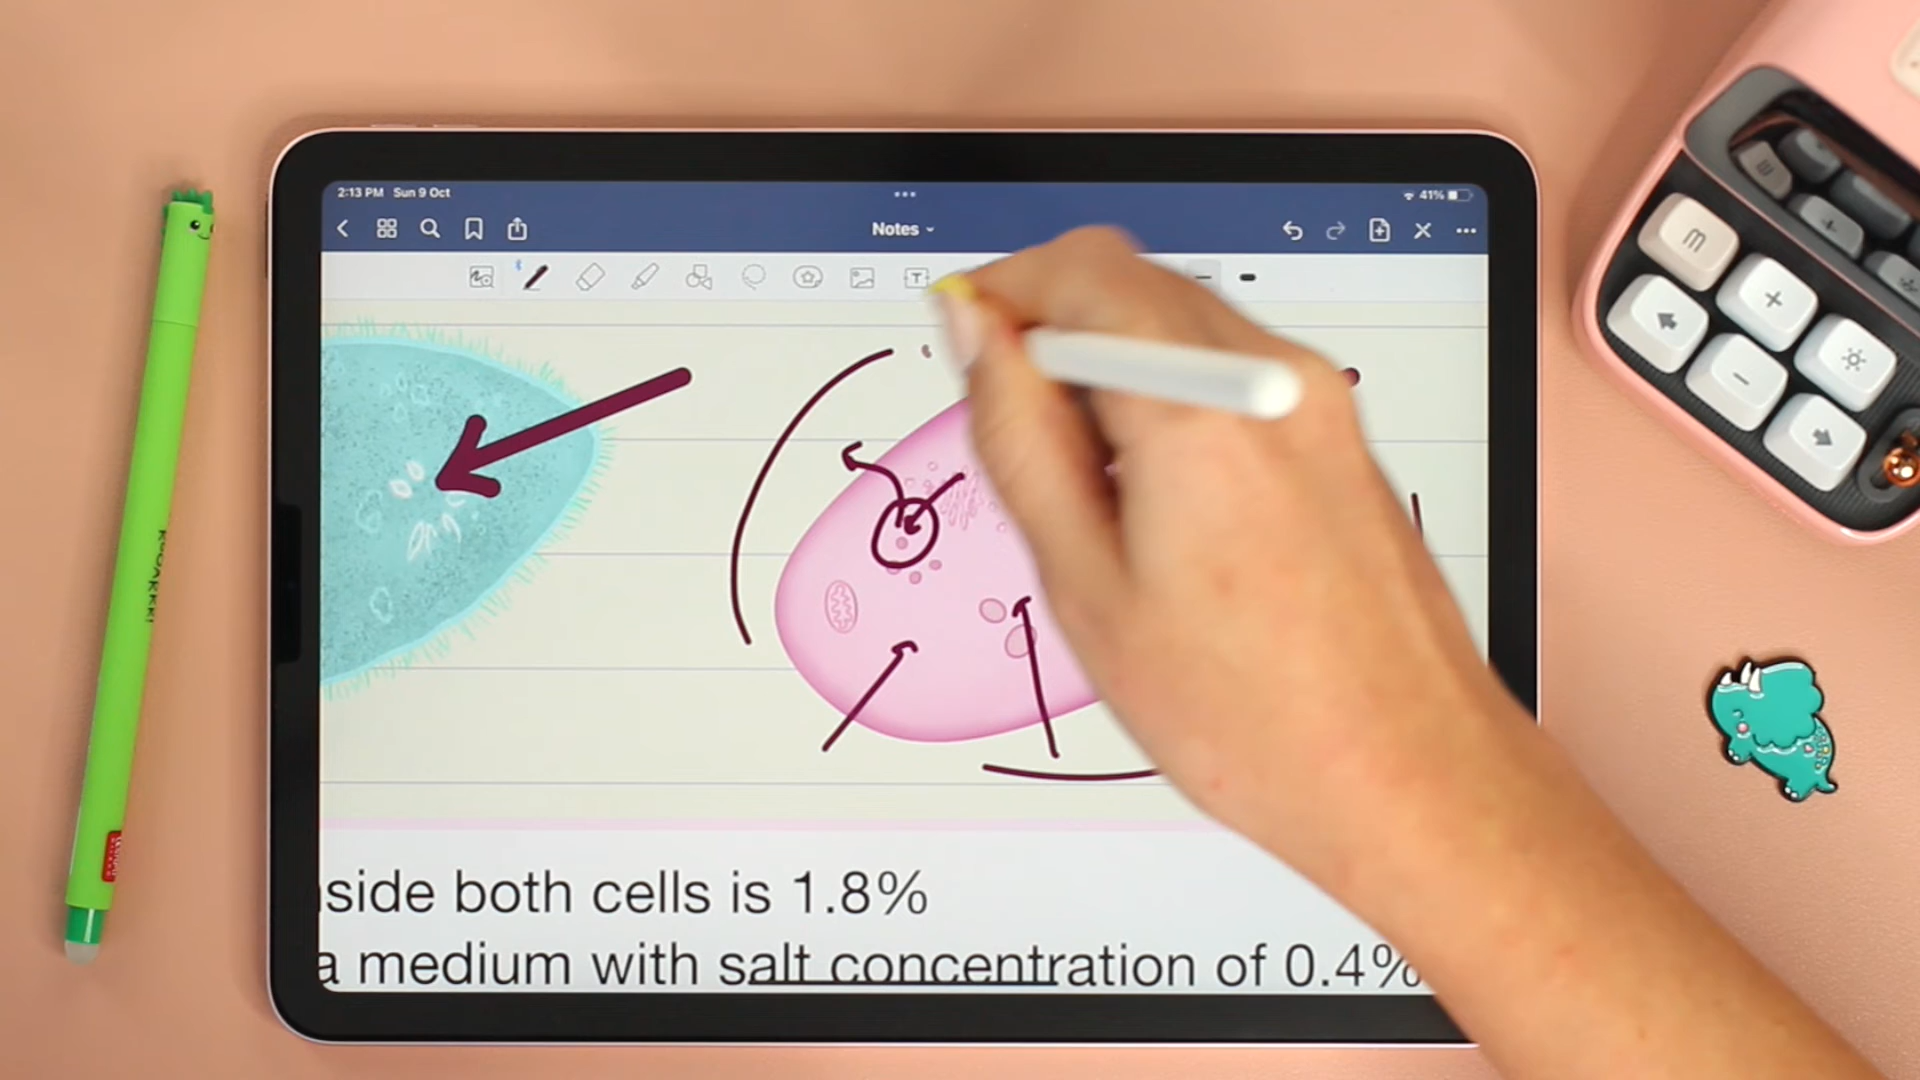 2:13 PM Sun 9 Oct
41%
Notes
T
m
+
−
side both cells is 1.8%
a medium with salt concentration of 0.4%